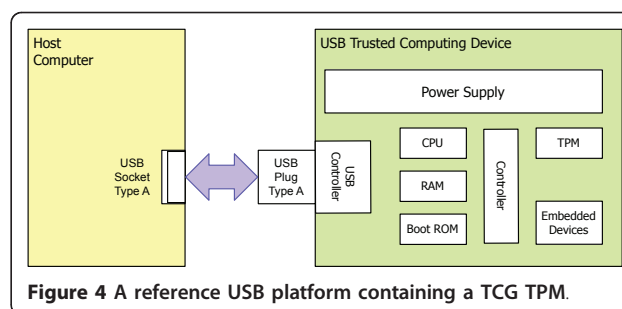 Host
Computer
USB
Socket
Type A
USB
Plug
Type A
USB Trusted Computing Device
Power Supply
USB
Controller
CPU
RAM
Boot ROM
Controller
TPM
Embedded
Devices
Figure 4 A reference USB platform containing a TCG TPM.